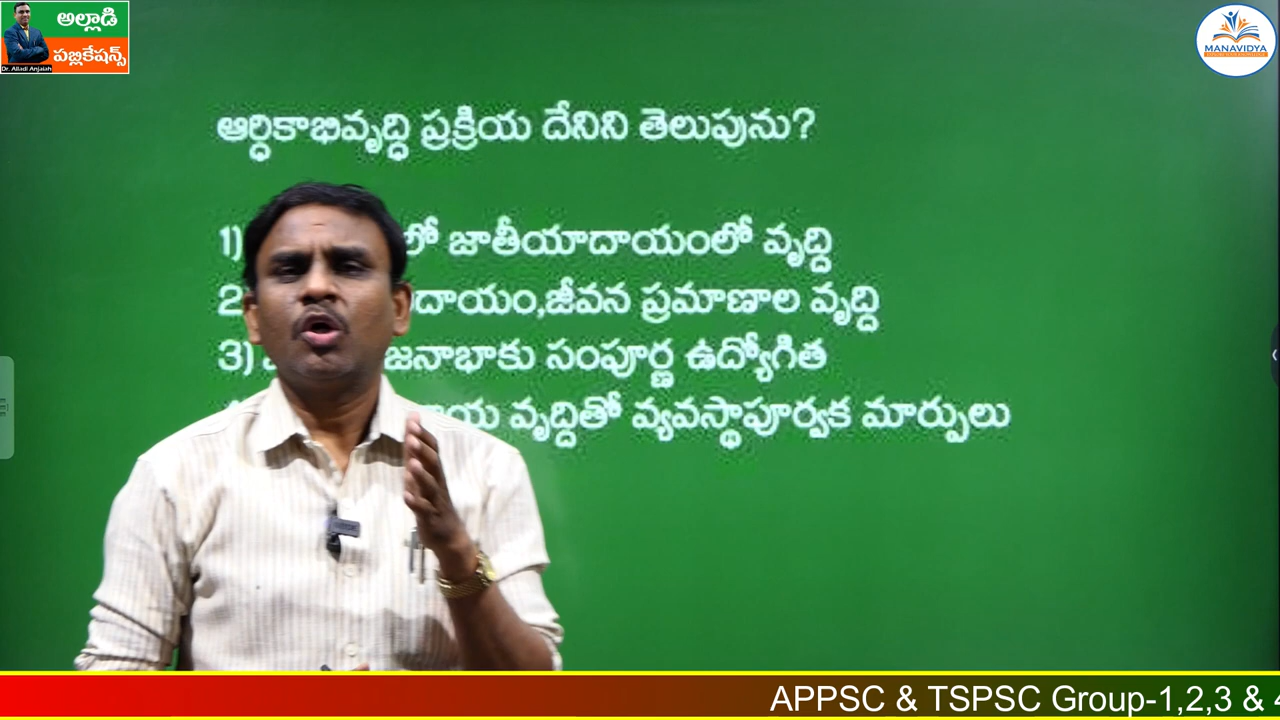 అల్లాడి
పబ్లికేషన్స్
Dr. Alladi Anjaiah
MANAVIDYA
ఆర్ధికాభివృద్ధి ప్రక్రియ దేనిని తెలుపును?
1) జాతీయాదాయంలో వృద్ధి
2 జీవన ప్రమాణాల వృద్ధి
3) సంపూర్ణ ఉద్యోగిత
వృద్దితో వ్యవస్థాపూర్వక మార్పులు
APPSC & TSPSC Group-1,2,3 & 4